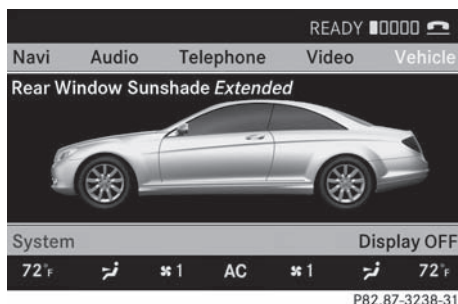 READY
Navi Audio Telephone Video Vehicle
Rear Window Sunshade Extended
System Display OFF
72°F 1 AC 1 72°F
P82.87-3238-31